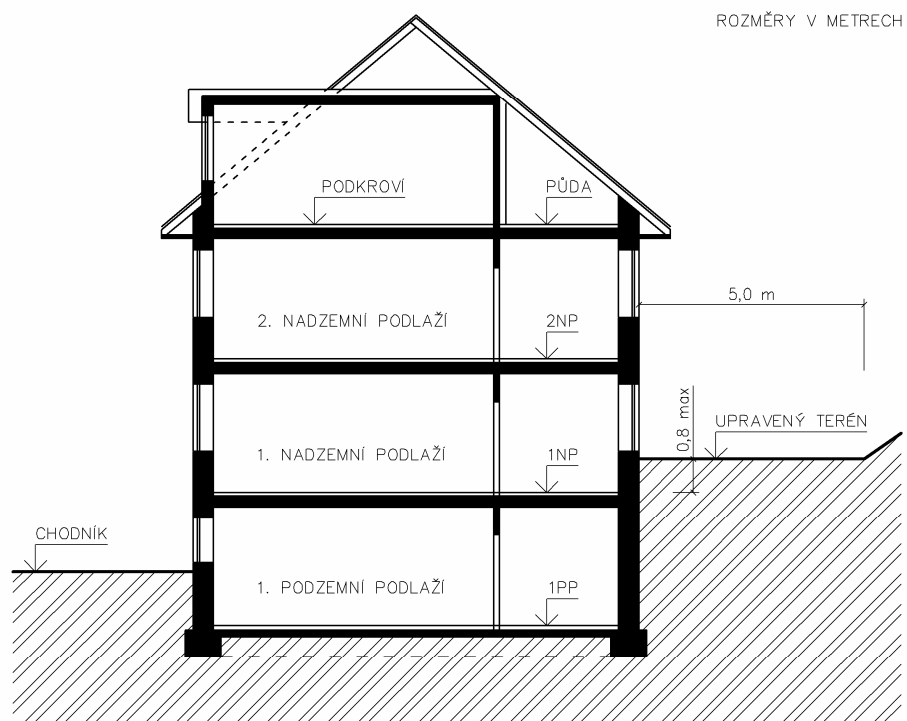 ROZMĚRY V METRECH
PODKROVÍ
PŮDA
5,0 m
2. NADZEMNÍ PODLAŽÍ
2NP
0,8 max
UPRAVENÝ TERÉN
1. NADZEMNÍ PODLAŽÍ
1NP
CHODNÍK
1. PODZEMNÍ PODLAŽÍ
1PP